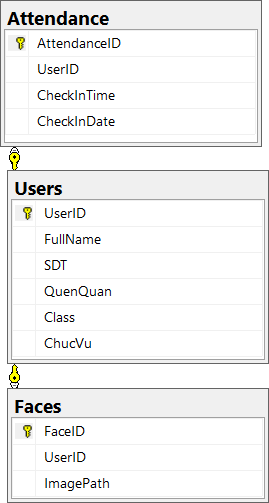 Attendance
AttendanceID
UserID
CheckInTime
CheckInDate
Users
UserID
FullName
SDT
QuenQuan
Class
ChucVu
Faces
FaceID
UserID
ImagePath